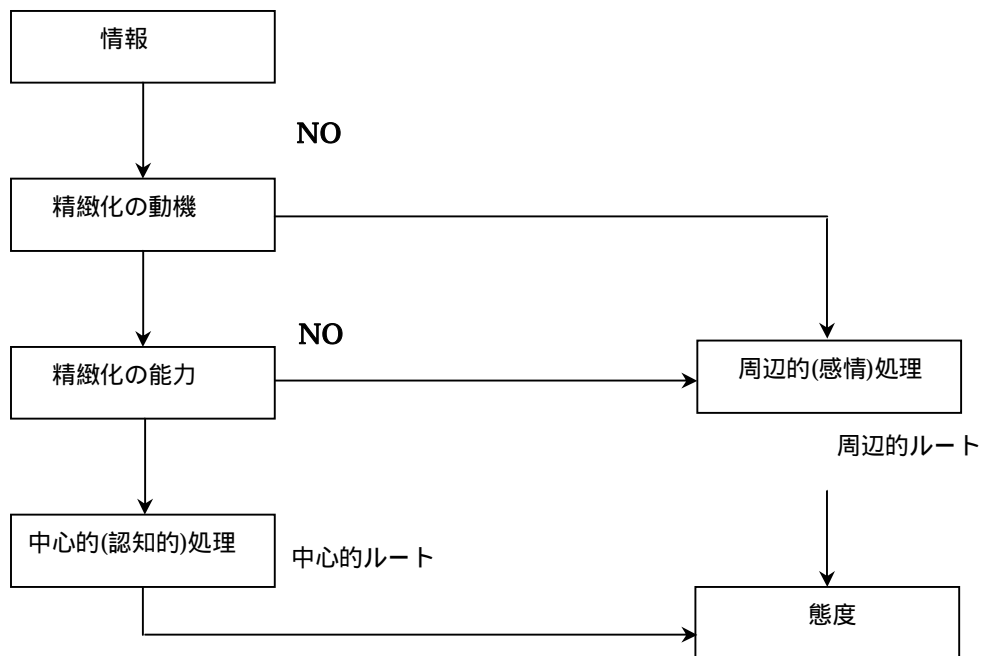 情報
NO
精緻化の動機
NO
精緻化の能力
周辺的(感情)処理
周辺的ルート
中心的(認知的)処理
中心的ルート
態度